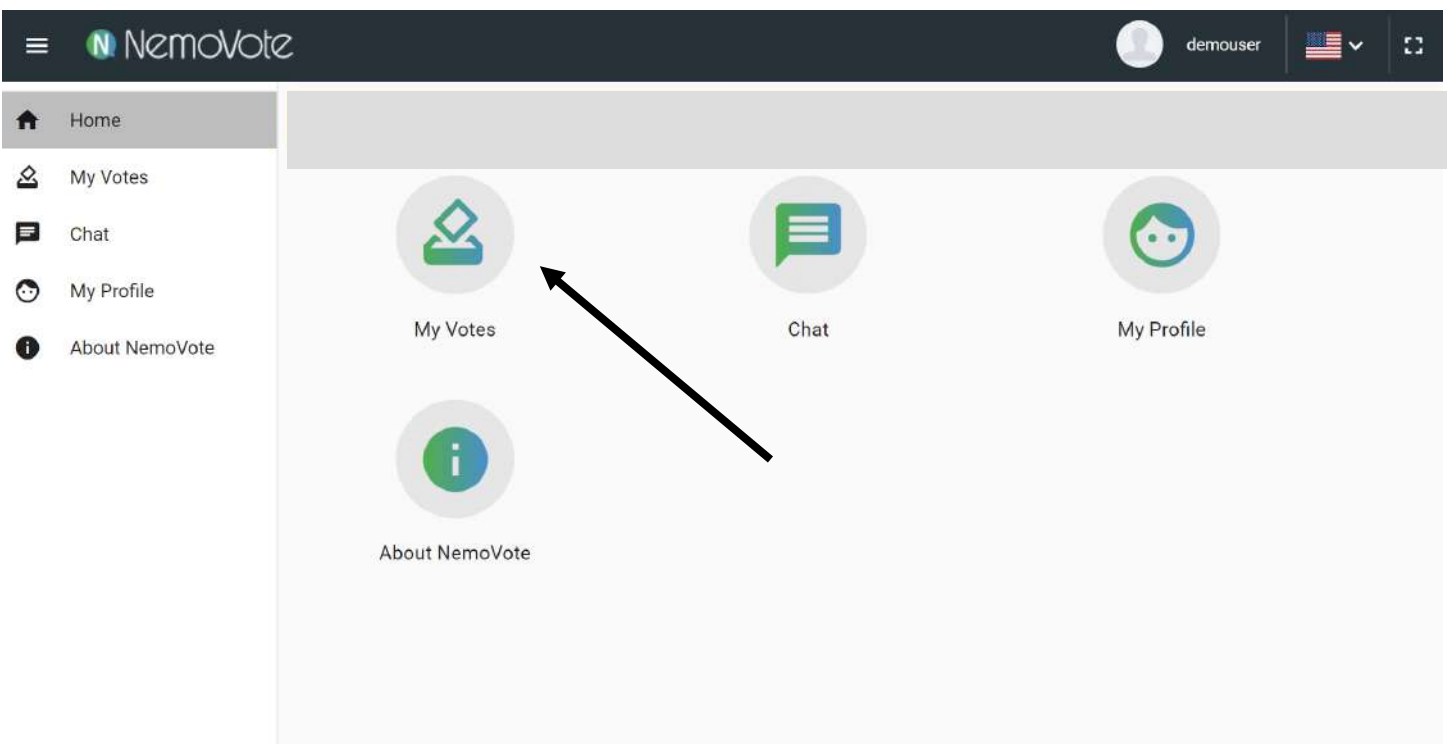 NemoVote
demouser
Home
My Votes
Chat
My Profile
About NemoVote
My Votes
Chat
My Profile
About NemoVote